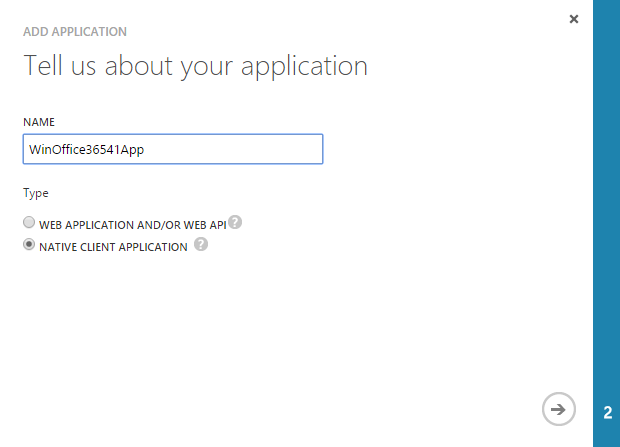 ADD APPLICATION
Tell us about your application
NAME
WinOffice36541App
Type
WEB APPLICATION AND/OR WEB API ?
NATIVE CLIENT APPLICATION ?
2